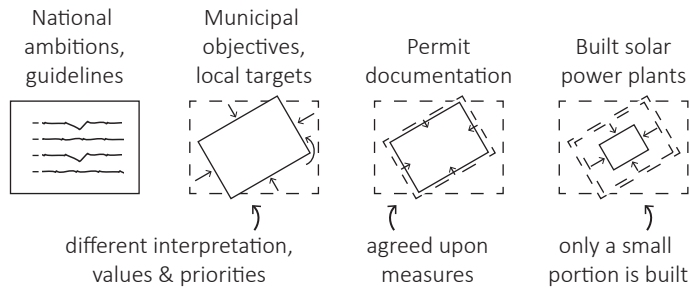 National
ambitions,
guidelines
Municipal
objectives,
local targets
Permit
documentation
Built solar
power plants
different interpretation,
values & priorities
agreed upon
measures
only a small
portion is built